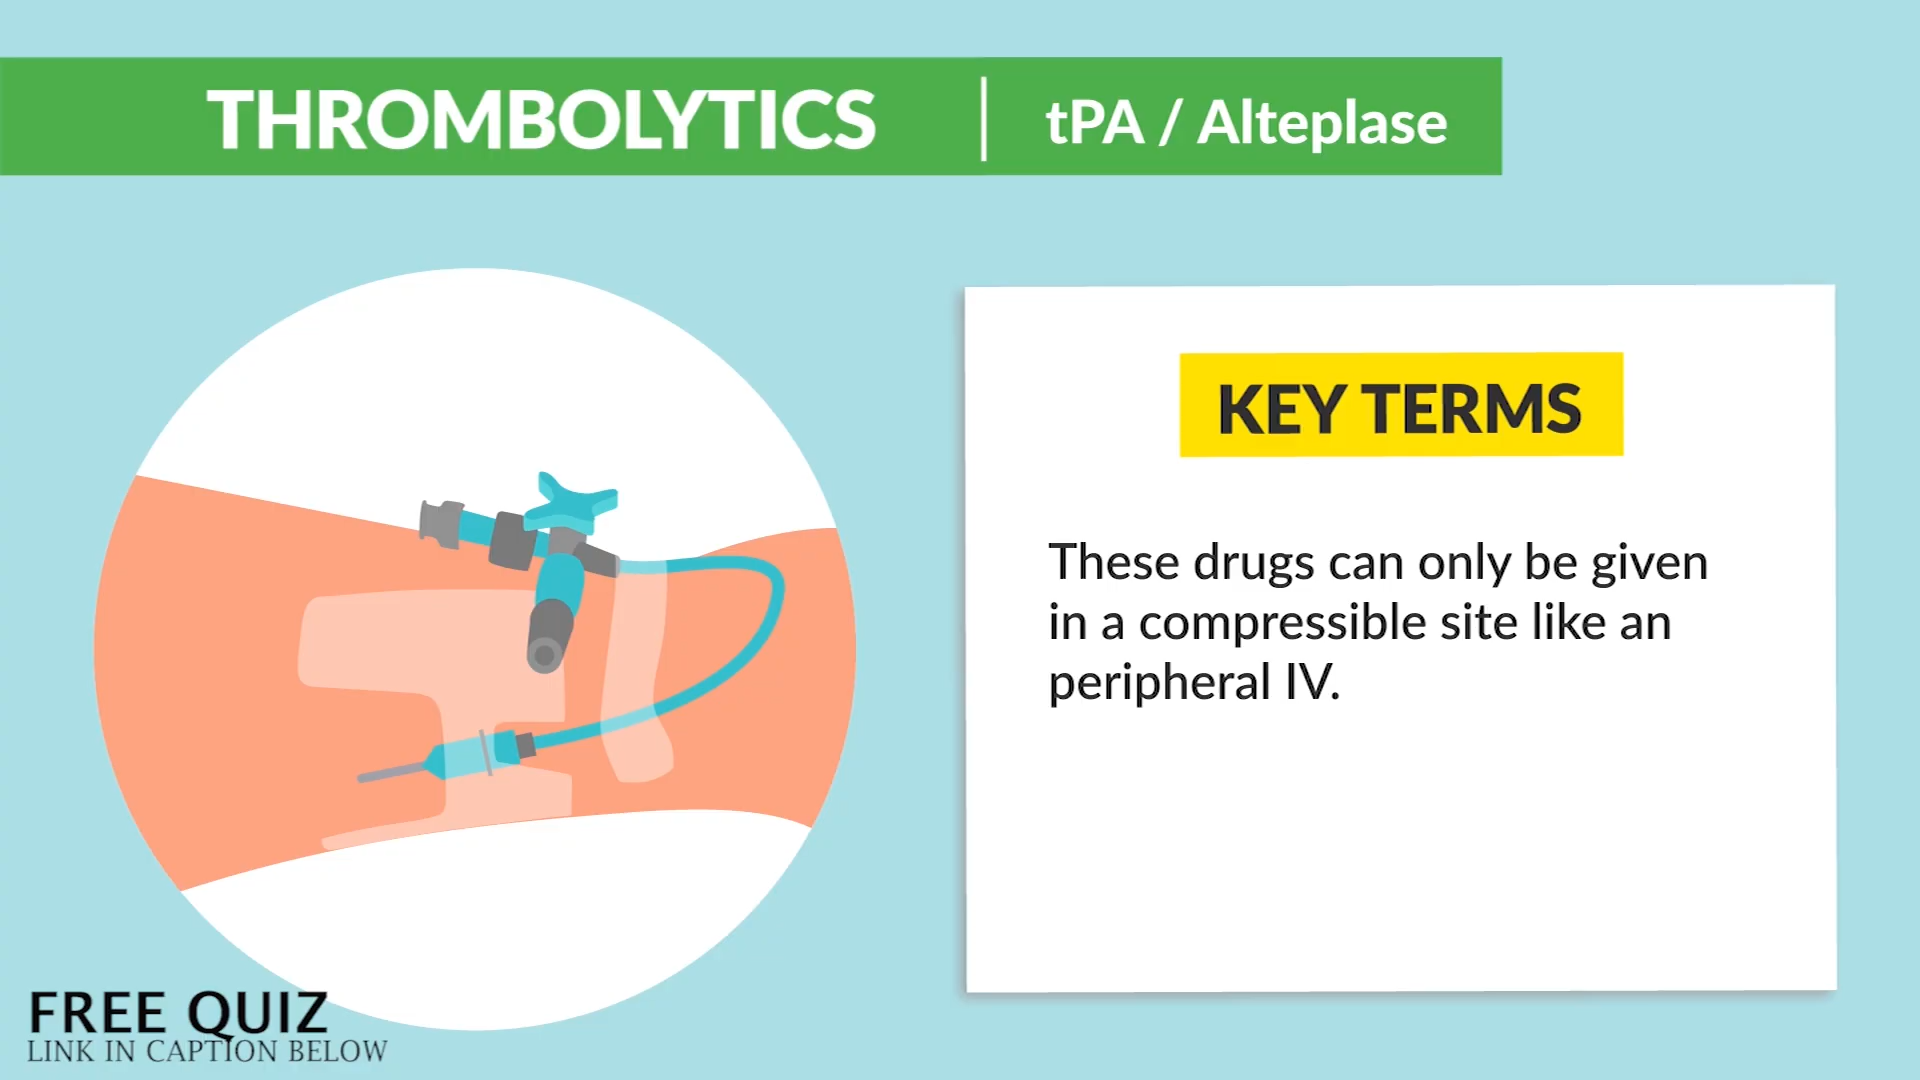 THROMBOLYTICS | tPA / Alteplase
KEY TERMS
These drugs can only be given
in a compressible site like an
peripheral IV.
FREE QUIZ
LINK IN CAPTION BELOW